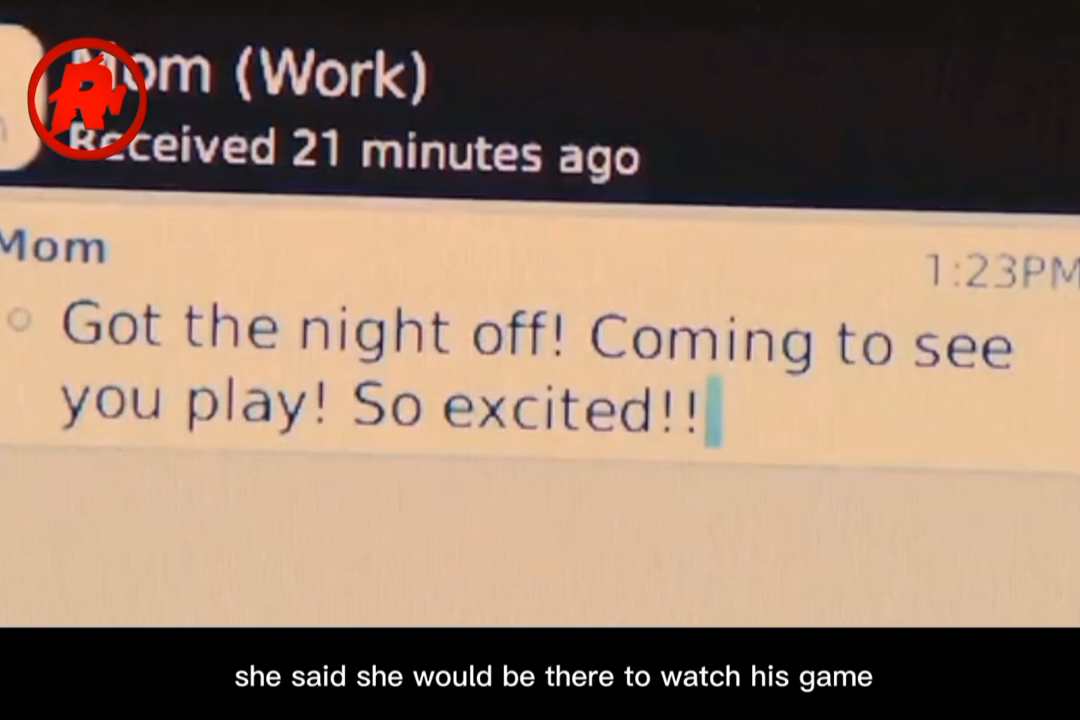 Mom (Work)
Received 21 minutes ago
Mom
1:23PM
Got the night off! Coming to see
you play! So excited!!
she said she would be there to watch his game